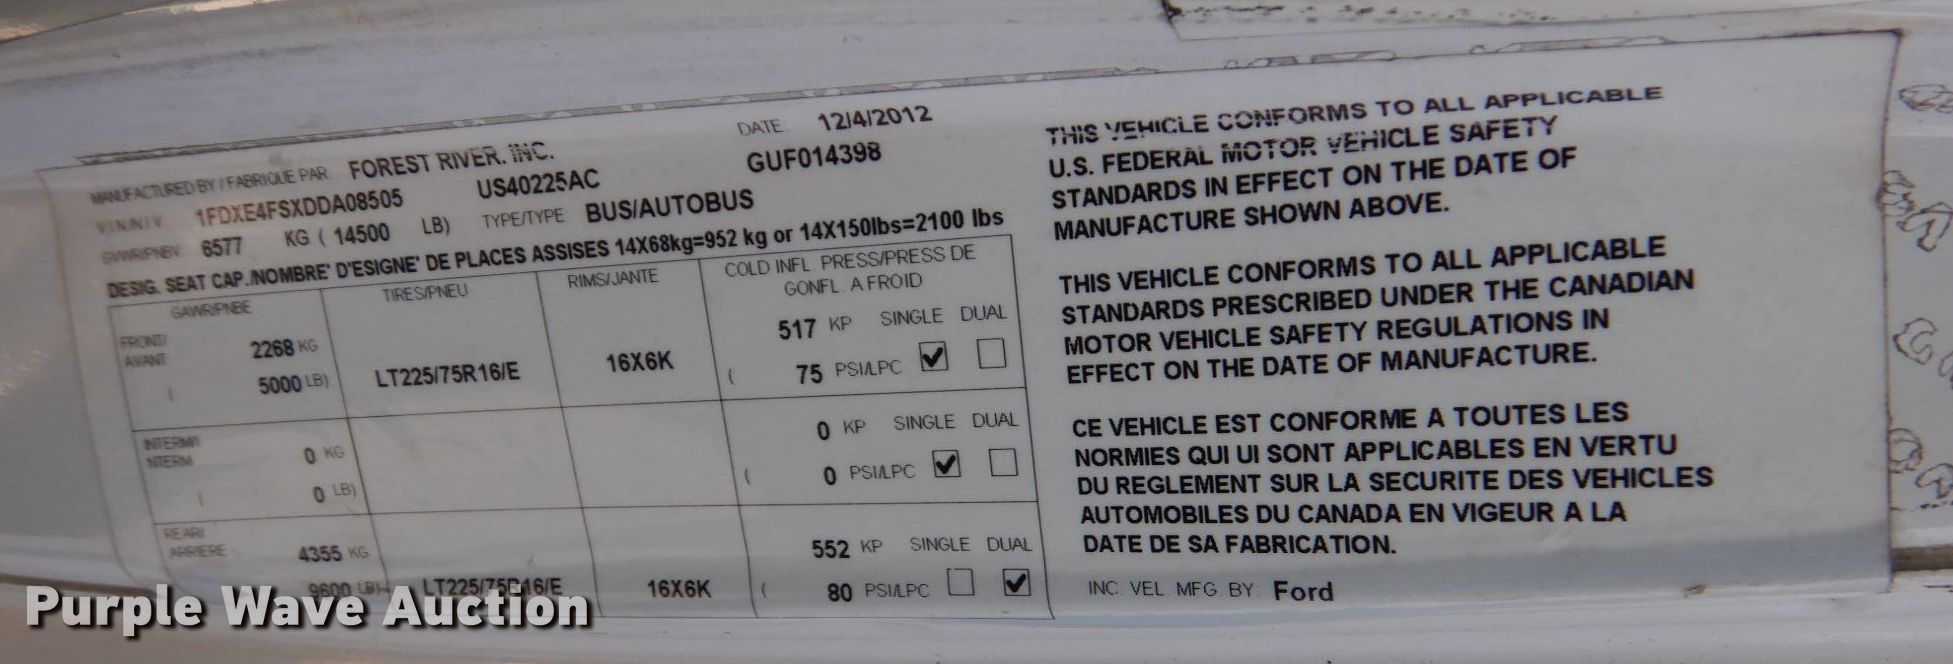 MANUFACTURED BY / FABRIQUE PAR: FOREST RIVER, INC. DATE: 12/4/2012
V.I.N./N.I.V. 1FDXE4FSXDDA08505 US40225AC GUF014398
GVWR/PNBV 6577 KG ( 14500 LB) TYPE/TYPE BUS/AUTOBUS
DESIG. SEAT CAP./NOMBRE' D'ESIGNE' DE PLACES ASSISES 14X68kg=952 kg or 14X150lbs=2100 lbs
GAWR/PNBE TIRES/PNEU RIMS/JANTE COLD INFL. PRESS/PRESS DE
GONFL. A FROID
FRONT/
AVANT 2268 KG 517 KP SINGLE DUAL
( 5000 LB) LT225/75R16/E 16X6K ( 75 PSI/LPC ✓
INTERM/
INTERM 0 KG 0 KP SINGLE DUAL
( 0 LB) ( 0 PSI/LPC ✓
REAR/
ARRIERE 4355 KG 552 KP SINGLE DUAL
9600 LB) LT225/75R16/E 16X6K ( 80 PSI/LPC ✓
THIS VEHICLE CONFORMS TO ALL APPLICABLE
U.S. FEDERAL MOTOR VEHICLE SAFETY
STANDARDS IN EFFECT ON THE DATE OF
MANUFACTURE SHOWN ABOVE.
THIS VEHICLE CONFORMS TO ALL APPLICABLE
STANDARDS PRESCRIBED UNDER THE CANADIAN
MOTOR VEHICLE SAFETY REGULATIONS IN
EFFECT ON THE DATE OF MANUFACTURE.
CE VEHICLE EST CONFORME A TOUTES LES
NORMIES QUI UI SONT APPLICABLES EN VERTU
DU REGLEMENT SUR LA SECURITE DES VEHICLES
AUTOMOBILES DU CANADA EN VIGEUR A LA
DATE DE SA FABRICATION.
INC. VEL. MFG. BY: Ford
Purple Wave Auction